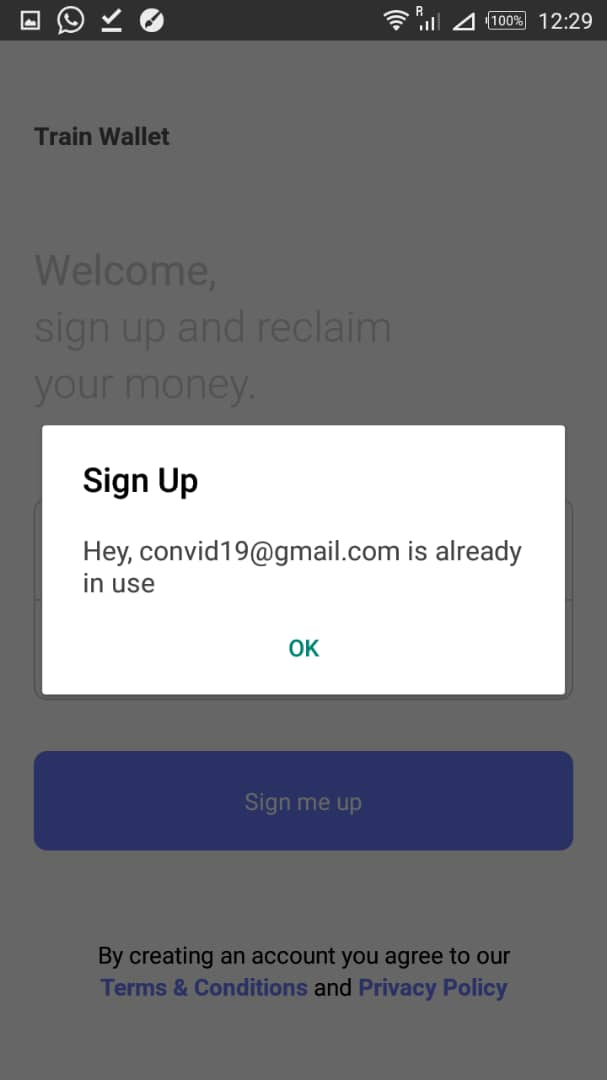 R
100%
12:29
Train Wallet
Welcome,
sign up and reclaim
your money.
Sign Up
Hey, convid19@gmail.com is already
in use
OK
Sign me up
By creating an account you agree to our
Terms & Conditions and Privacy Policy